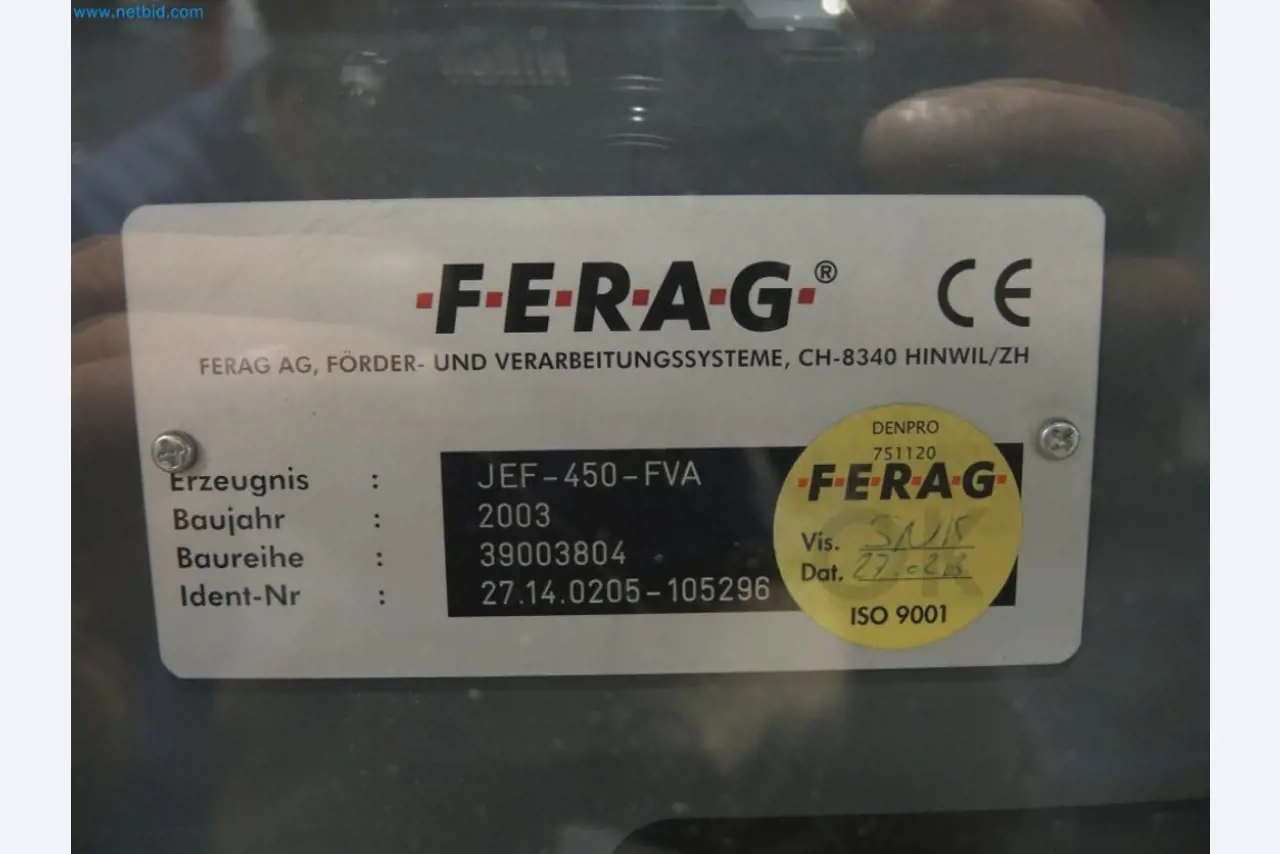 www.netbid.com
·F·E·R·A·G·® CE
FERAG AG, FÖRDER- UND VERARBEITUNGSSYSTEME, CH-8340 HINWIL/ZH
Erzeugnis : JEF-450-FVA
Baujahr : 2003
Baureihe : 39003804
Ident-Nr : 27.14.0205-105296
DENPRO
751120
·F·E·R·A·G·
OK
Vis.
Dat.
ISO 9001